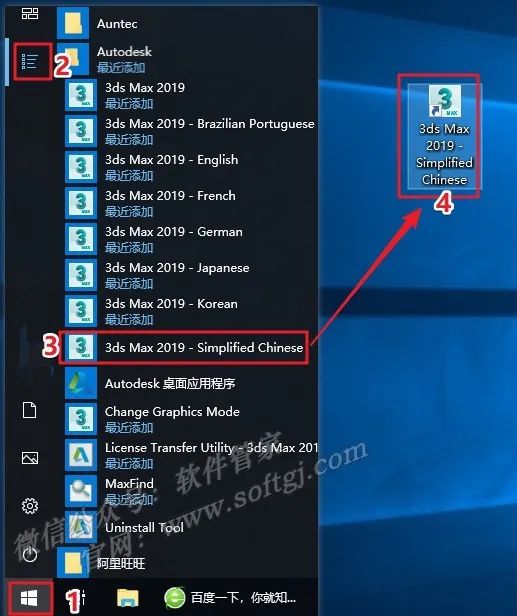 Auntec
Autodesk
最近添加
2
3ds Max 2019
最近添加
3ds Max 2019 - Brazilian Portuguese
最近添加
3ds Max 2019 - English
最近添加
3ds Max 2019 - French
最近添加
3ds Max 2019 - German
最近添加
3ds Max 2019 - Japanese
最近添加
3ds Max 2019 - Korean
最近添加
3
3ds Max 2019 - Simplified Chinese
Autodesk 桌面应用程序
Change Graphics Mode
最近添加
License Transfer Utility - 3ds Max 201
最近添加
MaxFind
最近添加
Uninstall Tool
阿里旺旺
1
百度一下，你就知...
3ds Max
2019 -
Simplified
Chinese
4
微信公众号：软件管家
官网：www.softgj.com